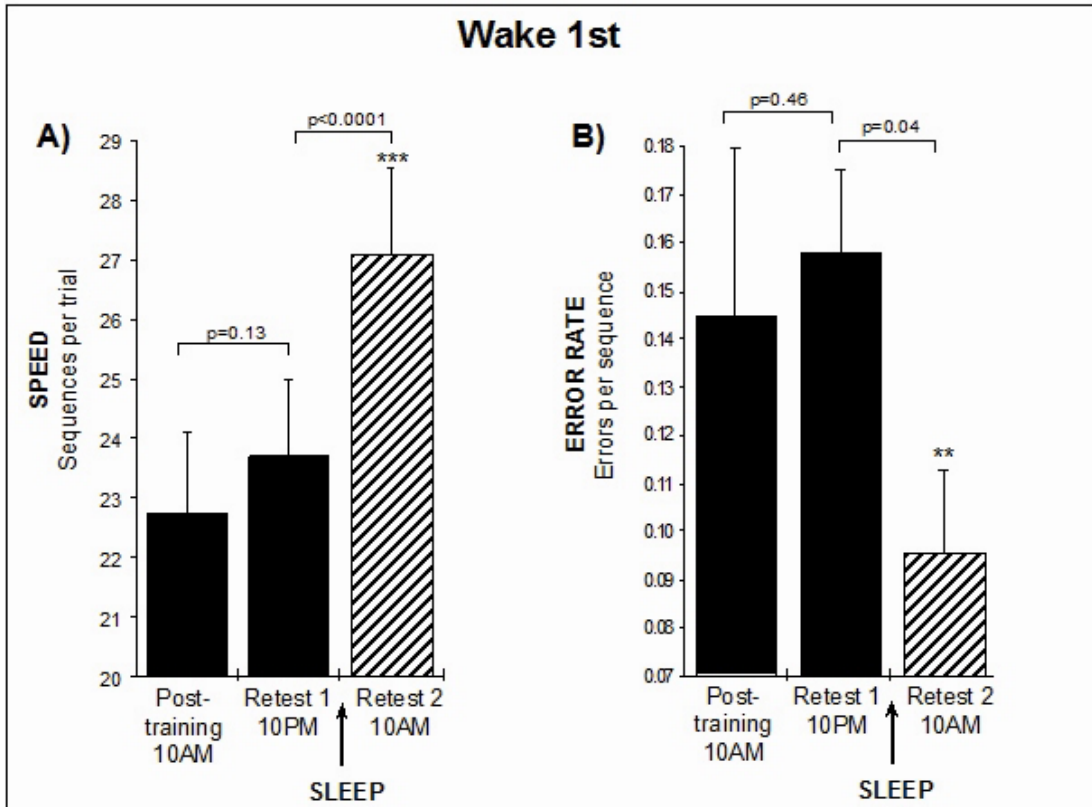 Wake 1st
A)
p<0.0001
***
p=0.13
SPEED
Sequences per trial
29
28
27
26
25
24
23
22
21
20
Post-
training
10AM
Retest 1
10PM
Retest 2
10AM
SLEEP
B)
p=0.46
p=0.04
**
ERROR RATE
Errors per sequence
0.18
0.17
0.16
0.15
0.14
0.13
0.12
0.11
0.10
0.09
0.08
0.07
Post-
training
10AM
Retest 1
10PM
Retest 2
10AM
SLEEP